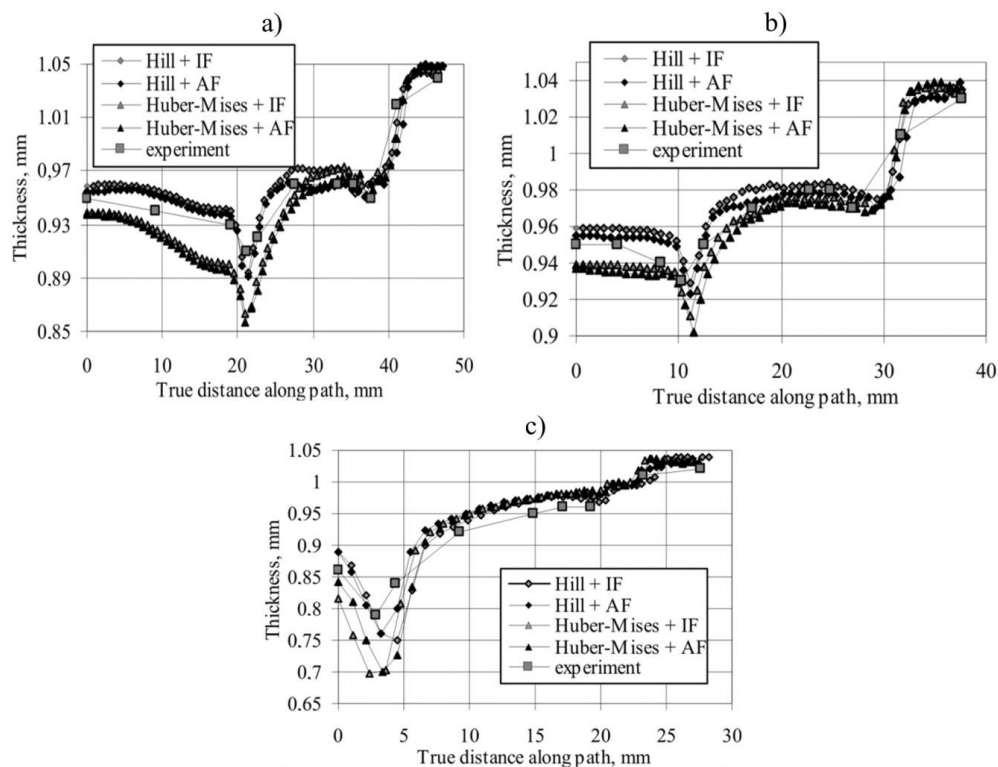 a)
Hill + IF
Hill + AF
Huber-Mises + IF
Huber-Mises + AF
experiment
1.05
1.01
0.97
0.93
0.89
0.85
Thickness, mm
0
10
20
30
40
50
True distance along path, mm
b)
Hill + IF
Hill + AF
Huber-Mises + IF
Huber-Mises + AF
experiment
1.04
1.02
1
0.98
0.96
0.94
0.92
0.9
Thickness, mm
0
10
20
30
40
True distance along path, mm
c)
1.05
1
0.95
0.9
0.85
0.8
0.75
0.7
0.65
Thickness, mm
Hill + IF
Hill + AF
Huber-Mises + IF
Huber-Mises + AF
experiment
0
5
10
15
20
25
30
True distance along path, mm